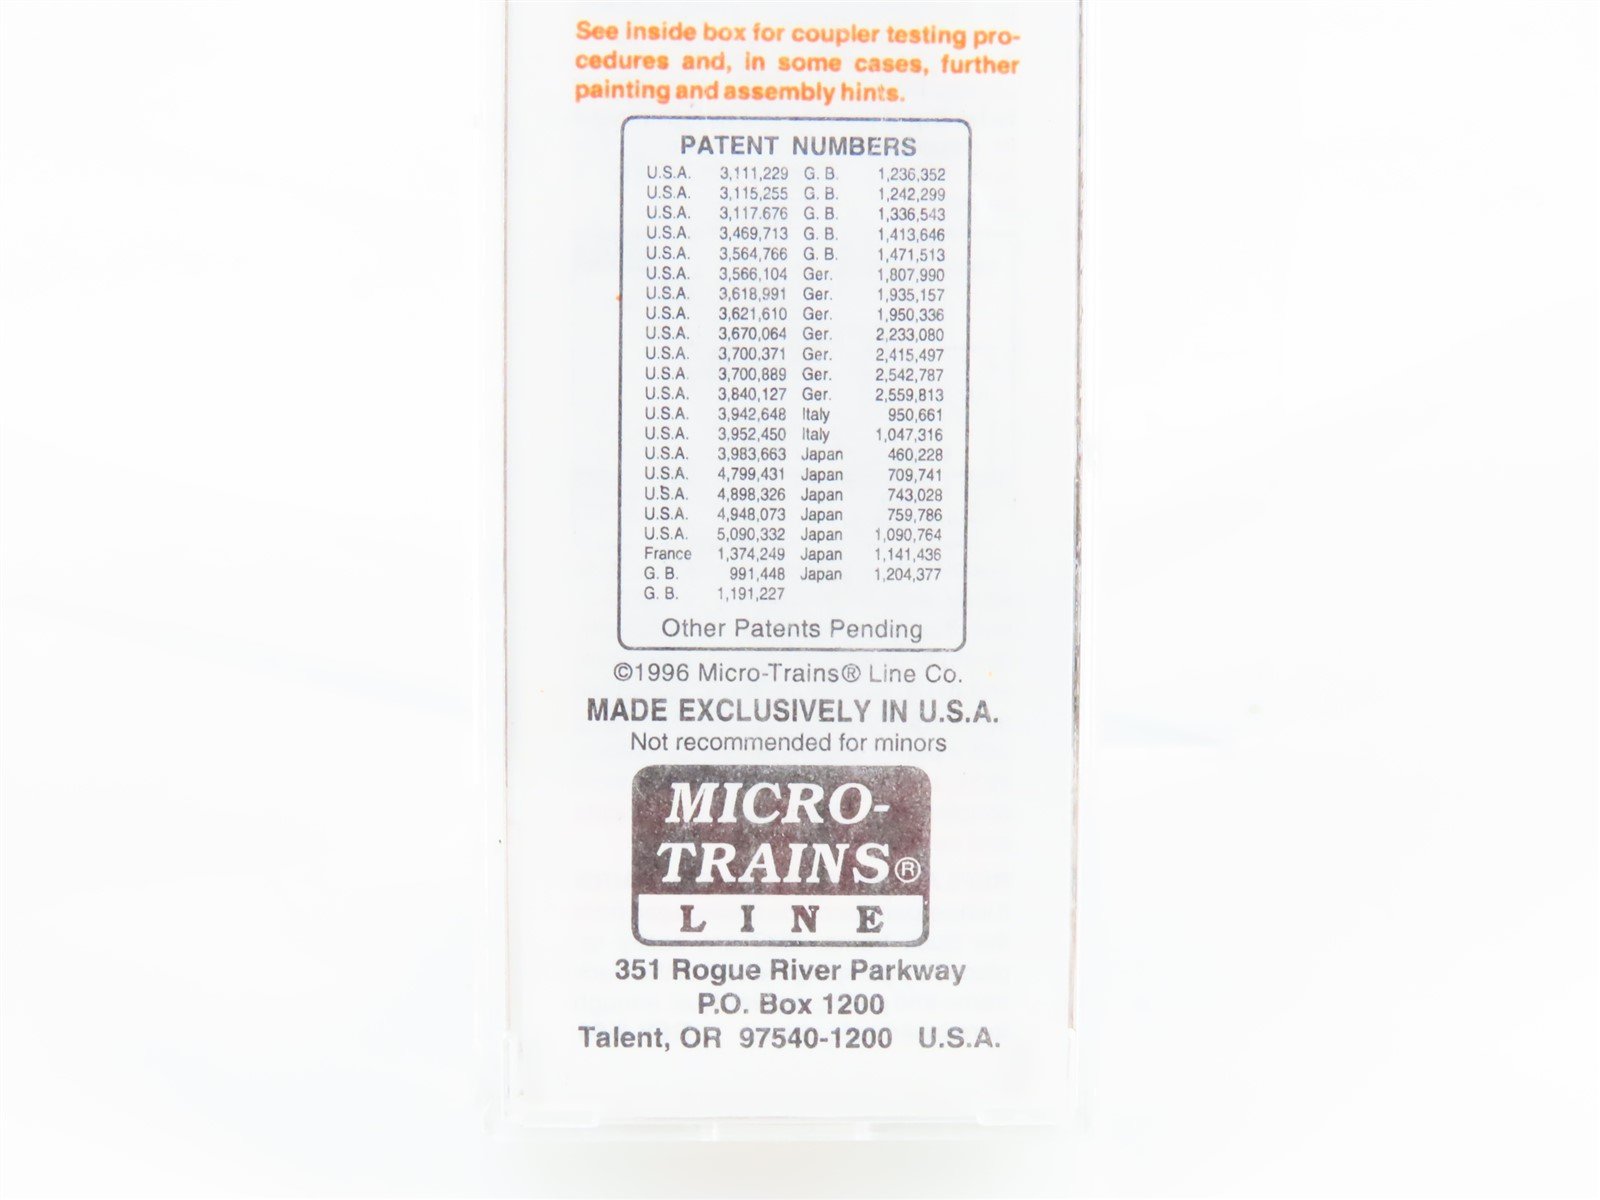 See inside box for coupler testing pro-
cedures and, in some cases, further
painting and assembly hints.
PATENT NUMBERS
U.S.A. 3,111,229 G. B. 1,236,352
U.S.A. 3,115,255 G. B. 1,242,299
U.S.A. 3,117.676 G. B. 1,336,543
U.S.A. 3,469,713 G. B. 1,413,646
U.S.A. 3,564,766 G. B. 1,471,513
U.S.A. 3,566,104 Ger. 1,807,990
U.S.A. 3,618,991 Ger. 1,935,157
U.S.A. 3,621,610 Ger. 1,950,336
U.S.A. 3,670,064 Ger. 2,233,080
U.S.A. 3,700,371 Ger. 2,415,497
U.S.A. 3,700,889 Ger. 2,542,787
U.S.A. 3,840,127 Ger. 2,559,813
U.S.A. 3,942,648 Italy 950,661
U.S.A. 3,952,450 Italy 1,047,316
U.S.A. 3,983,663 Japan 460,228
U.S.A. 4,799,431 Japan 709,741
U.S.A. 4,898,326 Japan 743,028
U.S.A. 4,948,073 Japan 759,786
U.S.A. 5,090,332 Japan 1,090,764
France 1,374,249 Japan 1,141,436
G. B. 991,448 Japan 1,204,377
G. B. 1,191,227
Other Patents Pending
©1996 Micro-Trains® Line Co.
MADE EXCLUSIVELY IN U.S.A.
Not recommended for minors
MICRO-
TRAINS®
LINE
351 Rogue River Parkway
P.O. Box 1200
Talent, OR 97540-1200 U.S.A.